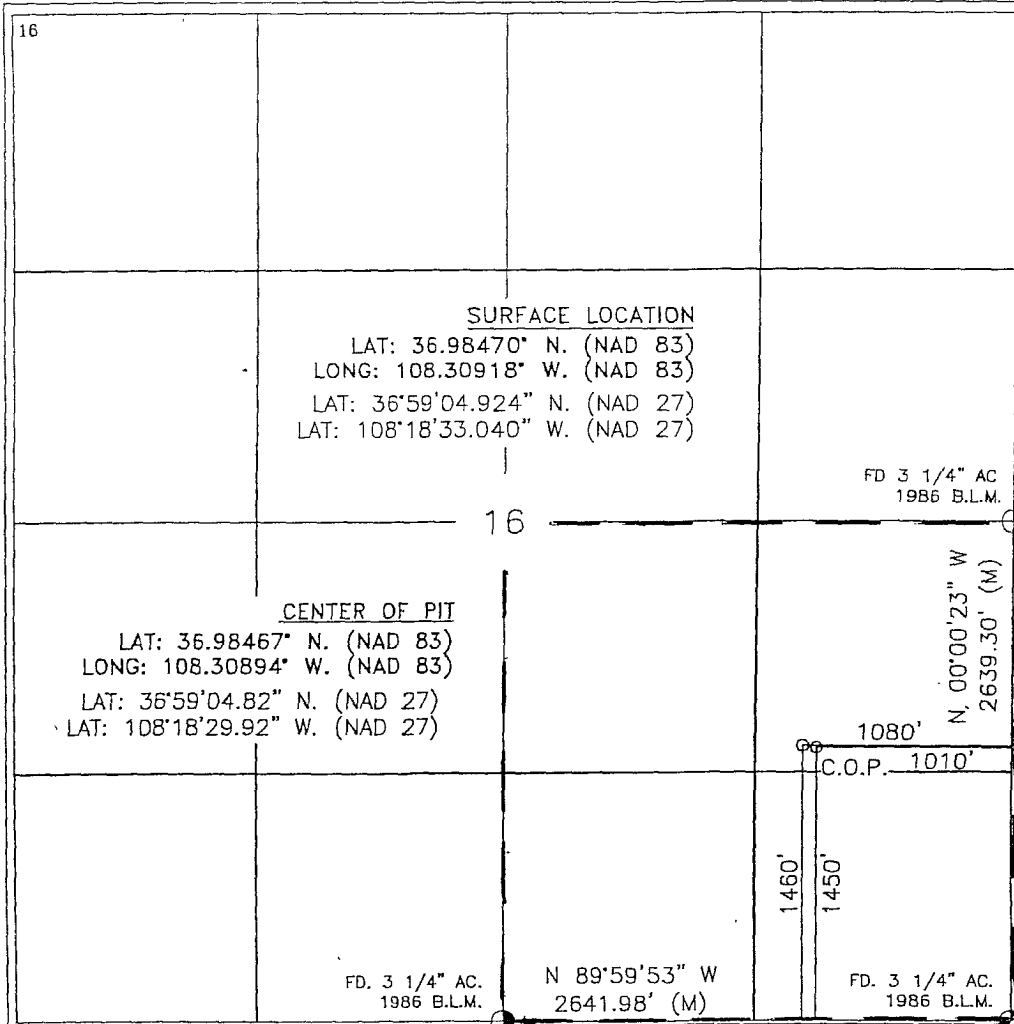 16
SURFACE LOCATION
LAT: 36.98470° N. (NAD 83)
LONG: 108.30918° W. (NAD 83)
LAT: 36°59'04.924" N. (NAD 27)
LAT: 108°18'33.040" W. (NAD 27)
FD 3 1/4" AC
1986 B.L.M.
16
N 00°00'23" W
2639.30' (M)
CENTER OF PIT
LAT: 36.98467° N. (NAD 83)
LONG: 108.30894° W. (NAD 83)
LAT: 36°59'04.82" N. (NAD 27)
LAT: 108°18'29.92" W. (NAD 27)
1080'
C.O.P. 1010'
1460'
1450'
FD. 3 1/4" AC.
1986 B.L.M.
N 89°59'53" W
2641.98' (M)
FD. 3 1/4" AC.
1986 B.L.M.